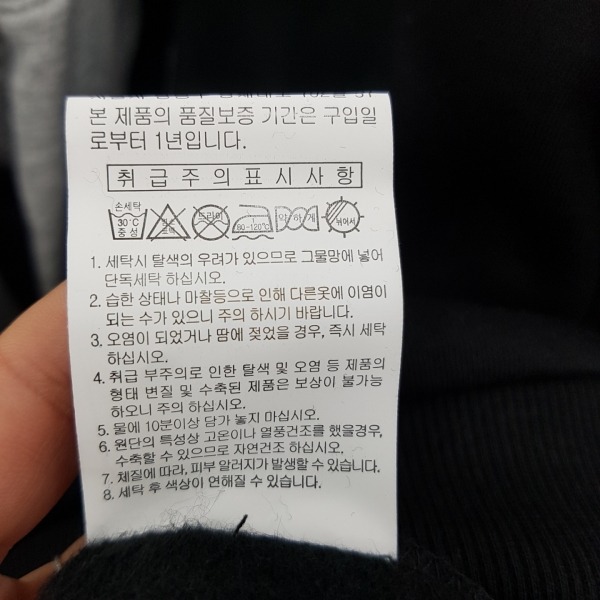 본 제품의 품질보증 기간은 구입일
로부터 1년입니다.
취급주의표시사항
손세탁
30°C
중성
드라이
80-120℃
약하게
뉘어서
1. 세탁시 탈색의 우려가 있으므로 그물망에 넣어
단독세탁 하십시오.
2. 습한 상태나 마찰등으로 인해 다른옷에 이염이
되는 수가 있으니 주의 하시기 바랍니다.
3. 오염이 되었거나 땀에 젖었을 경우, 즉시 세탁
하십시오.
4. 취급 부주의로 인한 탈색 및 오염 등 제품의
형태 변질 및 수축된 제품은 보상이 불가능
하오니 주의 하십시오.
5. 물에 10분이상 담가 놓지 마십시오.
6. 원단의 특성상 고온이나 열풍건조를 했을경우,
수축할 수 있으므로 자연건조 하십시오.
7. 체질에 따라, 피부 알러지가 발생할 수 있습니다.
8. 세탁 후 색상이 연해질 수 있습니다.